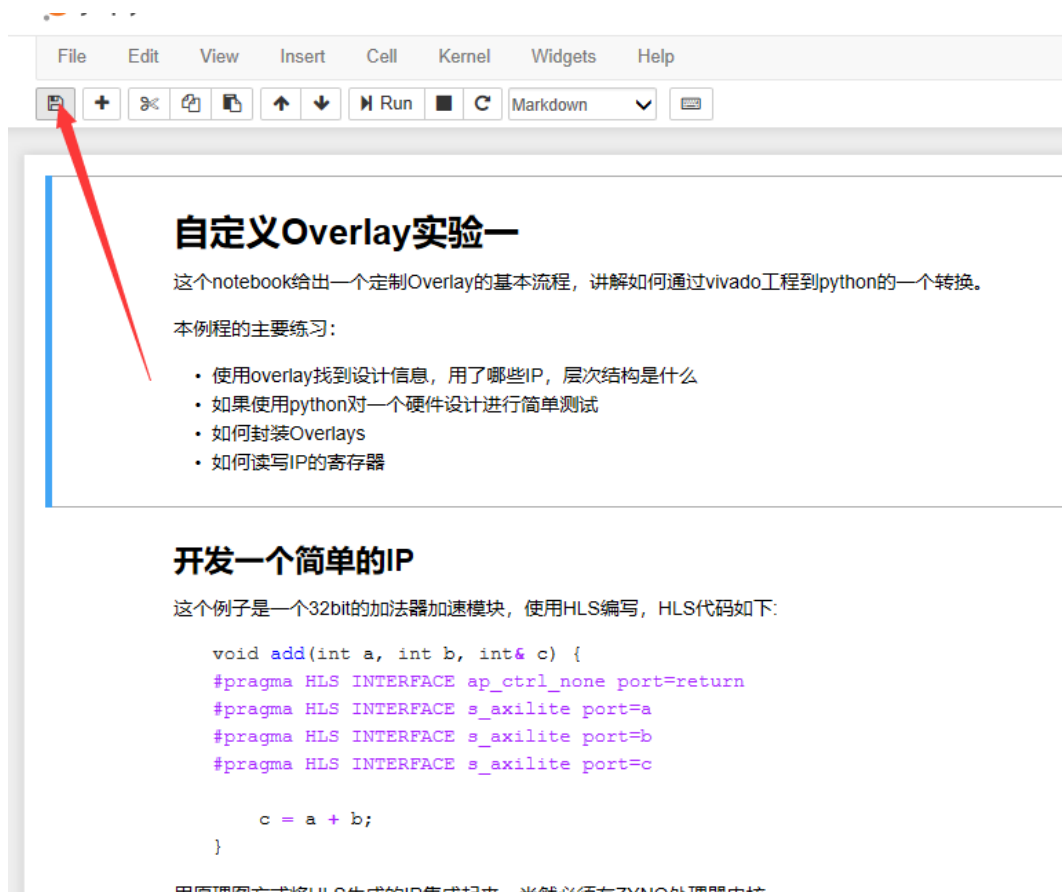 File Edit View Insert Cell Kernel Widgets Help
Run Markdown
自定义Overlay实验一
这个notebook给出一个定制Overlay的基本流程，讲解如何通过vivado工程到python的一个转换。
本例程的主要练习：
• 使用overlay找到设计信息，用了哪些IP，层次结构是什么
• 如果使用python对一个硬件设计进行简单测试
• 如何封装Overlays
• 如何读写IP的寄存器
开发一个简单的IP
这个例子是一个32bit的加法器加速模块，使用HLS编写，HLS代码如下:
void add(int a, int b, int& c) {
#pragma HLS INTERFACE ap_ctrl_none port=return
#pragma HLS INTERFACE s_axilite port=a
#pragma HLS INTERFACE s_axilite port=b
#pragma HLS INTERFACE s_axilite port=c
c = a + b;
}